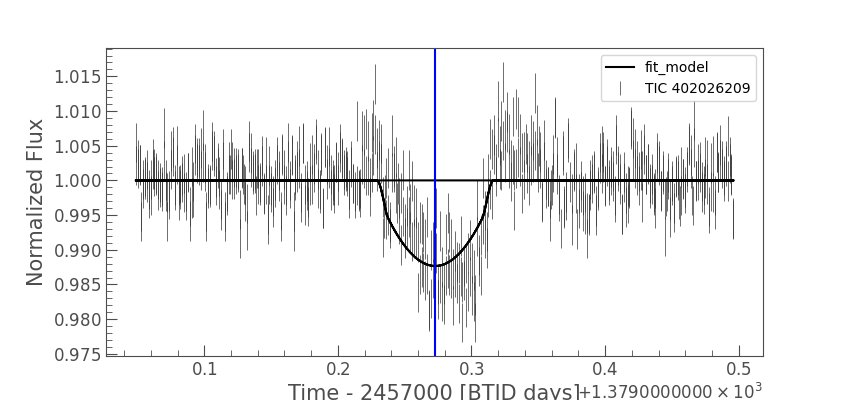 1.015
1.010
1.005
1.000
0.995
0.990
0.985
0.980
0.975
Normalized Flux
fit_model
TIC 402026209
0.1
0.2
0.3
0.4
0.5
Time - 2457000 [BTJD days]
+1.3790000000 × 10³